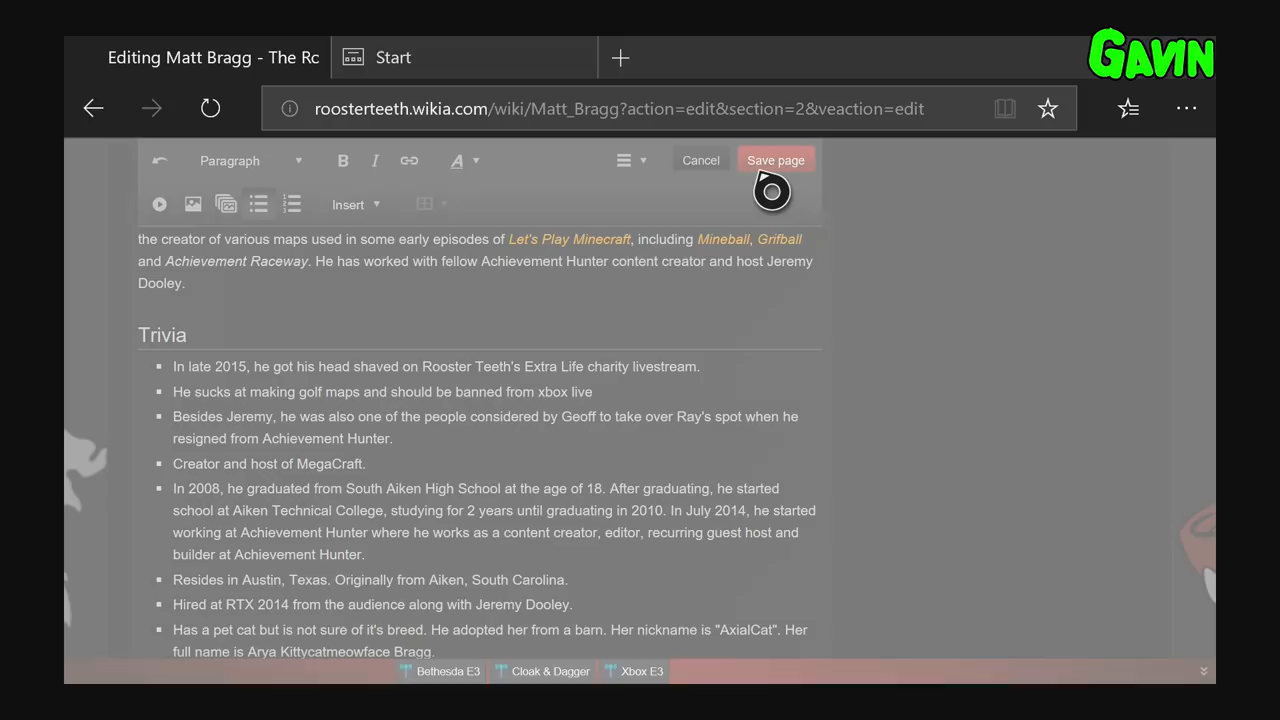 GAVIN
Editing Matt Bragg - The Rc
Start
roosterteeth.wikia.com/wiki/Matt_Bragg?action=edit&section=2&veaction=edit
Paragraph B I A Cancel Save page
Insert
the creator of various maps used in some early episodes of Let's Play Minecraft, including Mineball, Grifball
and Achievement Raceway. He has worked with fellow Achievement Hunter content creator and host Jeremy
Dooley.
Trivia
In late 2015, he got his head shaved on Rooster Teeth's Extra Life charity livestream.
He sucks at making golf maps and should be banned from xbox live
Besides Jeremy, he was also one of the people considered by Geoff to take over Ray's spot when he
resigned from Achievement Hunter.
Creator and host of MegaCraft.
In 2008, he graduated from South Aiken High School at the age of 18. After graduating, he started
school at Aiken Technical College, studying for 2 years until graduating in 2010. In July 2014, he started
working at Achievement Hunter where he works as a content creator, editor, recurring guest host and
builder at Achievement Hunter.
Resides in Austin, Texas. Originally from Aiken, South Carolina.
Hired at RTX 2014 from the audience along with Jeremy Dooley.
Has a pet cat but is not sure of it's breed. He adopted her from a barn. Her nickname is "AxialCat". Her
full name is Arya Kittycatmeowface Bragg.
Bethesda E3 Cloak & Dagger Xbox E3